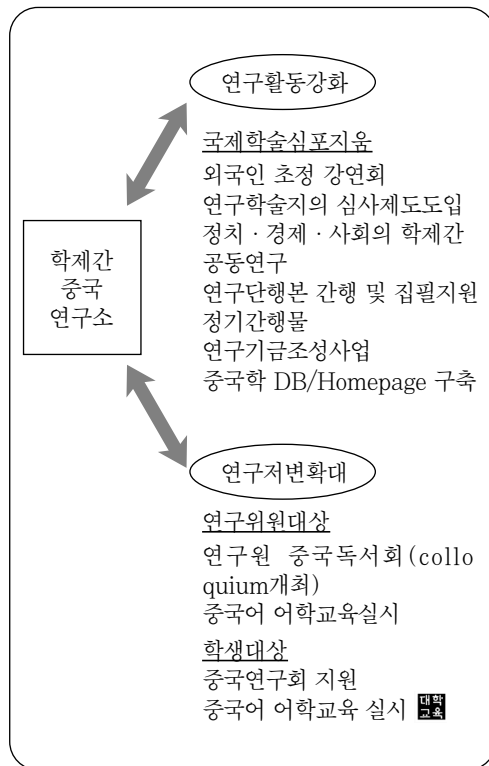 연구활동강화
국제학술심포지움
외국인 초정 강연회
연구학술지의 심사제도도입
정치 · 경제 · 사회의 학제간
공동연구
연구단행본 간행 및 집필지원
정기간행물
연구기금조성사업
중국학 DB/Homepage 구축
학제간
중국
연구소
연구저변확대
연구위원대상
연구원 중국독서회(collo
quium개최)
중국어 어학교육실시
학생대상
중국연구회 지원
중국어 어학교육 실시 대학
교육